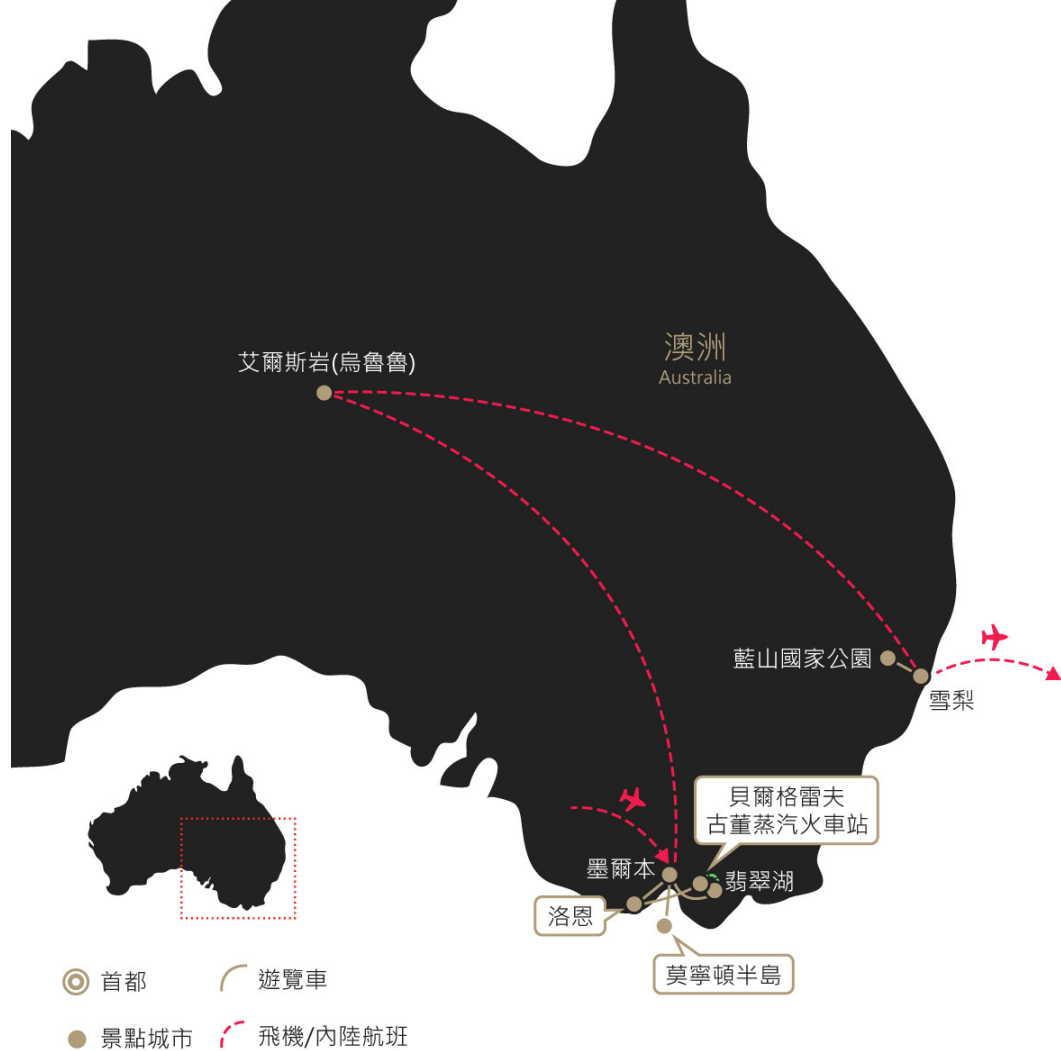 澳洲
Australia
艾爾斯岩(烏魯魯)
藍山國家公園
雪梨
貝爾格雷夫
古董蒸汽火車站
墨爾本
翡翠湖
洛恩
莫寧頓半島
首都
遊覽車
景點城市
飛機/內陸航班